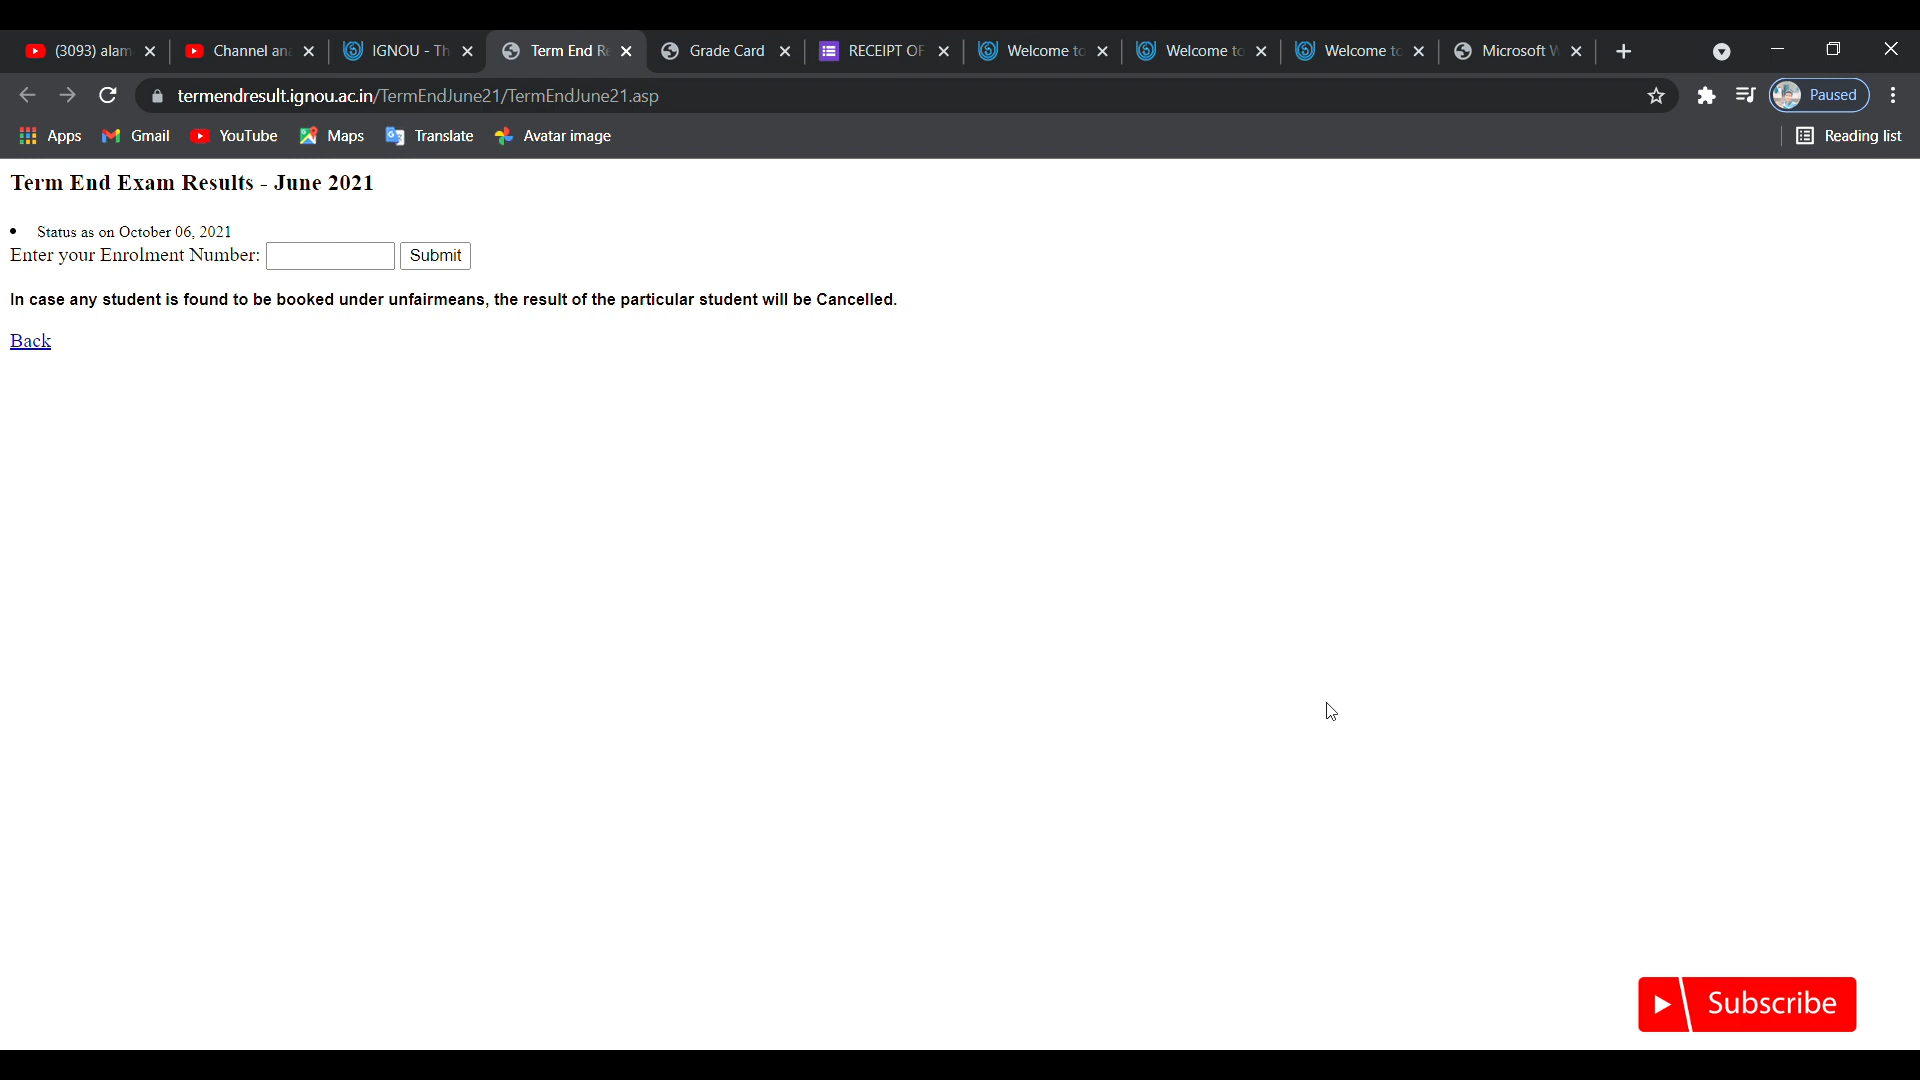 (3093) alam
Channel an
IGNOU - Th
Term End R
Grade Card
RECEIPT OF
Welcome to
Welcome to
Welcome to
Microsoft W
termendresult.ignou.ac.in/TermEndJune21/TermEndJune21.asp
Paused
Apps
Gmail
YouTube
Maps
Translate
Avatar image
Reading list
Term End Exam Results - June 2021
• Status as on October 06, 2021
Enter your Enrolment Number: Submit
In case any student is found to be booked under unfairmeans, the result of the particular student will be Cancelled.
Back
Subscribe